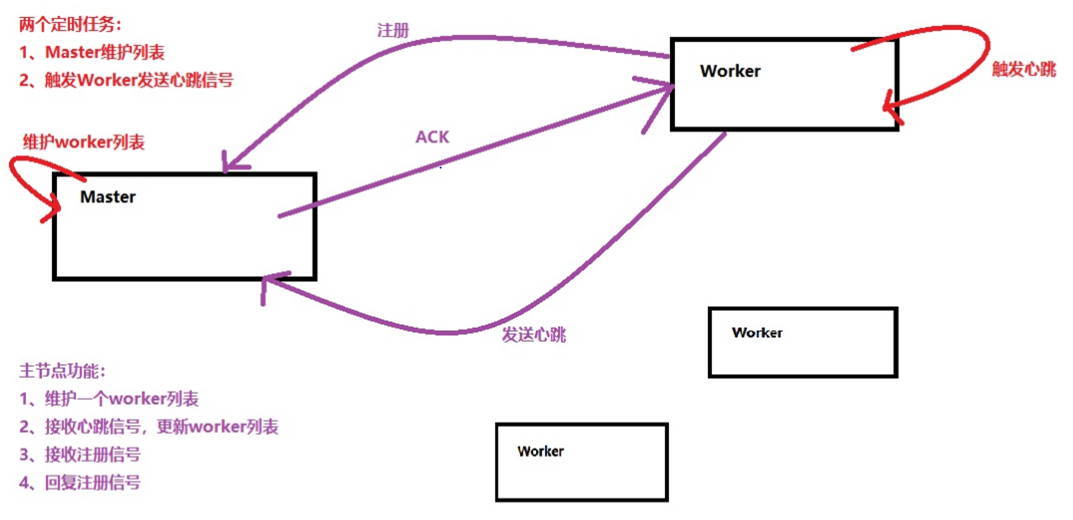 两个定时任务：
1、Master维护列表
2、触发Worker发送心跳信号
注册
Worker
触发心跳
ACK
维护worker列表
Master
发送心跳
Worker
主节点功能：
1、维护一个worker列表
2、接收心跳信号，更新worker列表
3、接收注册信号
4、回复注册信号
Worker